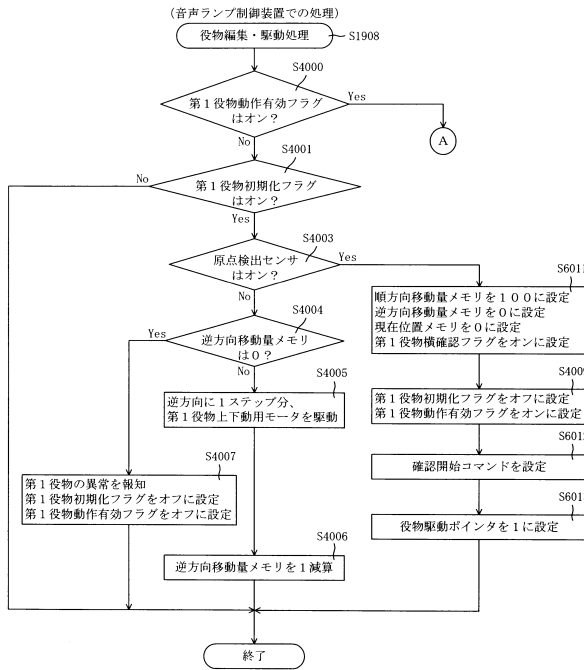 (音声ランプ制御装置での処理)
役物編集・駆動処理
S1908
S4000
第1役物動作有効フラグ
はオン?
Yes
A
No
S4001
第1役物初期化フラグ
はオン?
No
Yes
S4003
原点検出センサ
はオン?
Yes
No
S6011
順方向移動量メモリを100に設定
逆方向移動量メモリを0に設定
現在位置メモリを0に設定
第1役物横確認フラグをオンに設定
S4004
逆方向移動量メモリ
は0?
Yes
No
S4005
逆方向に1ステップ分、
第1役物上下動用モータを駆動
S4009
第1役物初期化フラグをオフに設定
第1役物動作有効フラグをオンに設定
S6012
確認開始コマンドを設定
S4007
第1役物の異常を報知
第1役物初期化フラグをオフに設定
第1役物動作有効フラグをオフに設定
役物駆動ポインタを1に設定
S4006
逆方向移動量メモリを1減算
終了